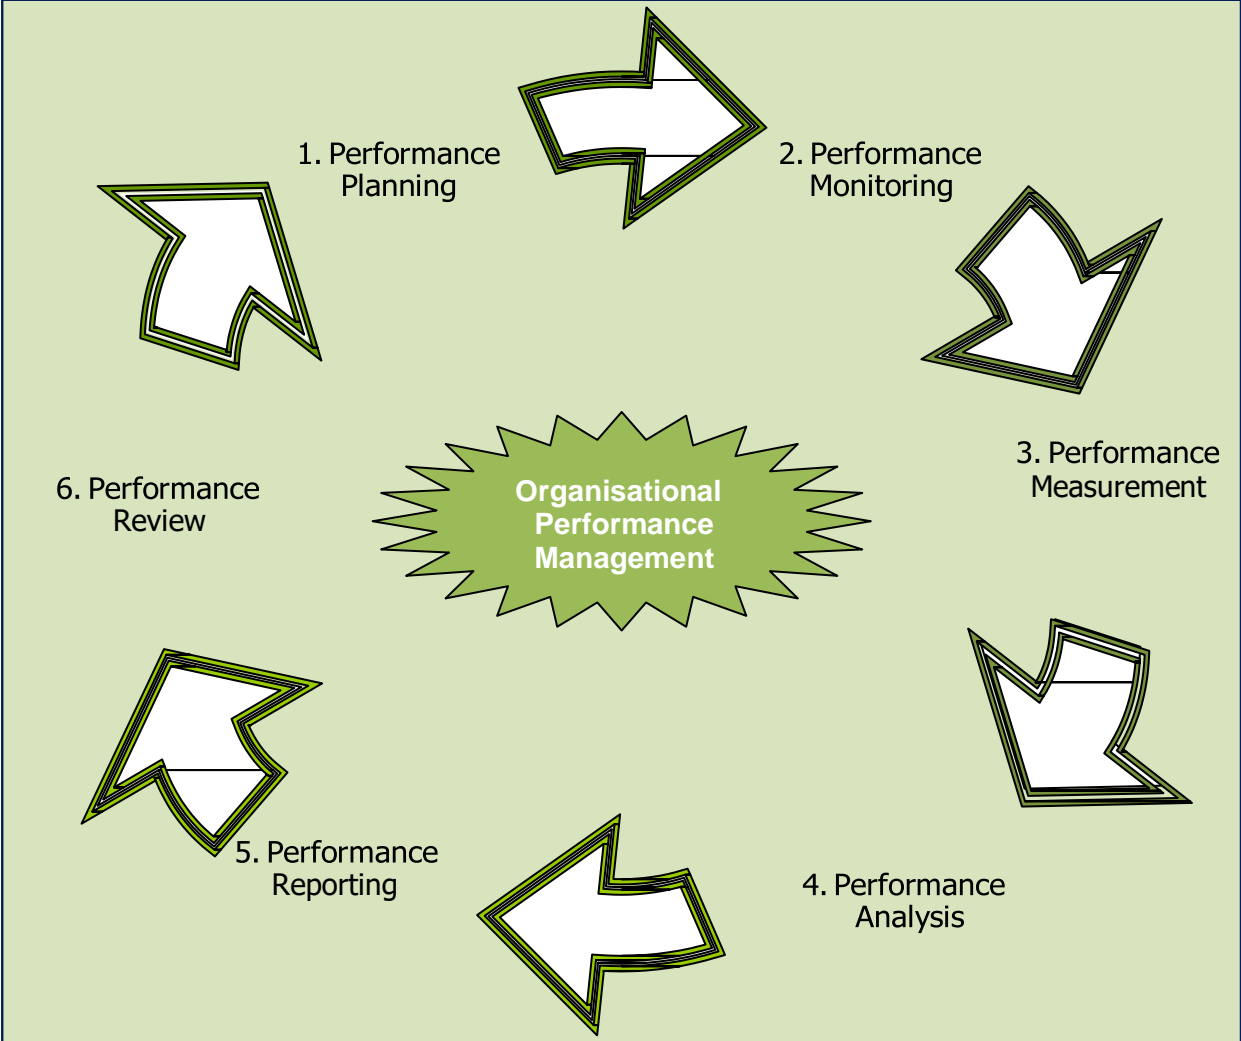 1. Performance
Planning
2. Performance
Monitoring
3. Performance
Measurement
4. Performance
Analysis
5. Performance
Reporting
6. Performance
Review
Organisational
Performance
Management